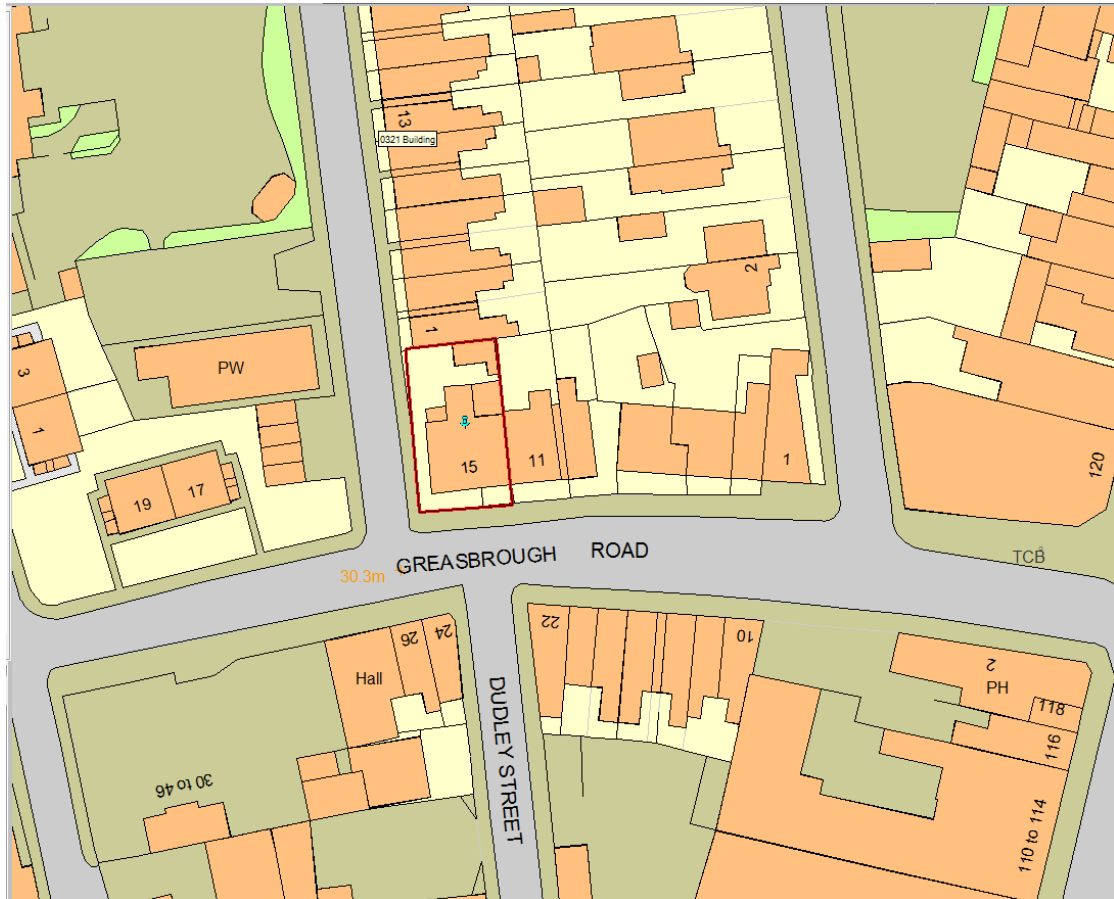 13
0321 Building
2
1
PW
3
1
15
11
1
120
19
17
GREASBROUGH ROAD
TCB
30.3m
22
10
24
26
Hall
2
PH
118
116
DUDLEY STREET
30 to 46
110 to 114